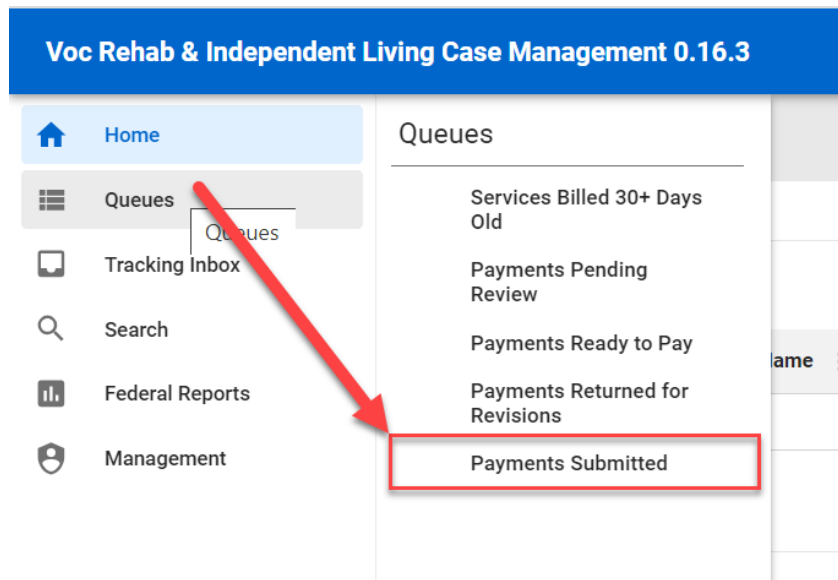 Voc Rehab & Independent Living Case Management 0.16.3
Home
Queues
Queues
Tracking Inbox
Search
Federal Reports
Management
Queues
Services Billed 30+ Days
Old
Payments Pending
Review
Payments Ready to Pay
Payments Returned for
Revisions
Payments Submitted
ame